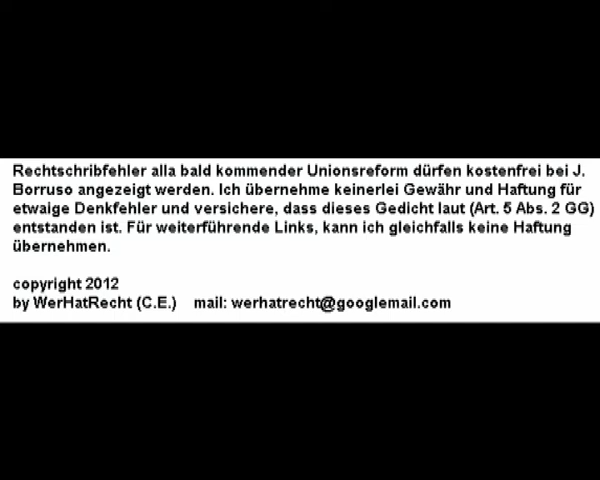 Rechtschribfehler alla bald kommender Unionsreform dürfen kostenfrei bei J.
Borruso angezeigt werden. Ich übernehme keinerlei Gewähr und Haftung für
etwaige Denkfehler und versichere, dass dieses Gedicht laut (Art. 5 Abs. 2 GG)
entstanden ist. Für weiterführende Links, kann ich gleichfalls keine Haftung
übernehmen.
copyright 2012
by WerHatRecht (C.E.) mail: werhatrecht@googlemail.com